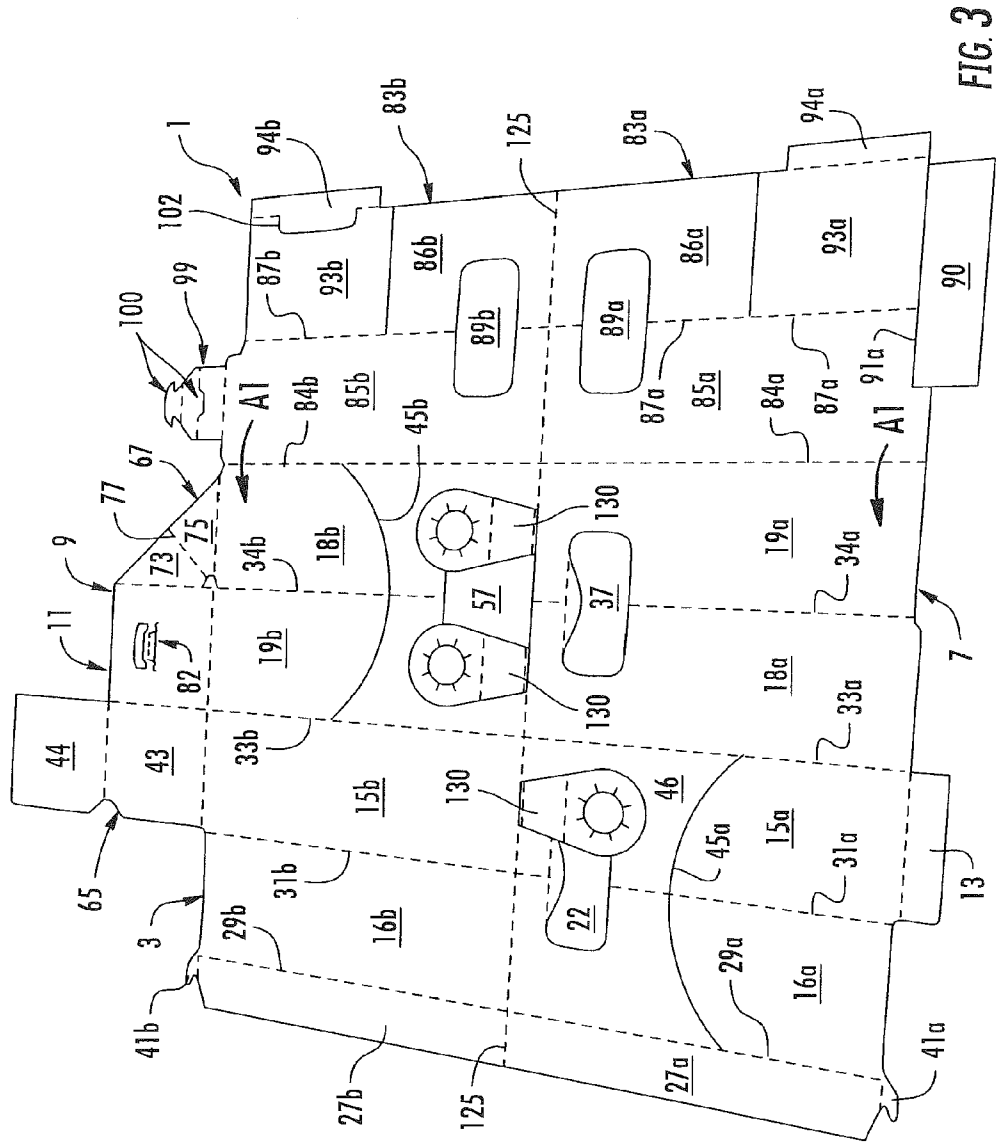 44
11
9
65
43
77
67
3
82
73
75
100
99
41b
29b
19b
34b
A1
102
1
27b
31b
33b
18b
84b
87b
94b
16b
15b
85b
93b
45b
83b
86b
125
130
57
130
89b
130
125
22
37
89a
27a
46
87a
86a
83a
45a
85a
29a
84a
16a
15a
18a
19a
87a
93a
94a
31a
33a
34a
91a
A1
41a
13
7
90
FIG. 3